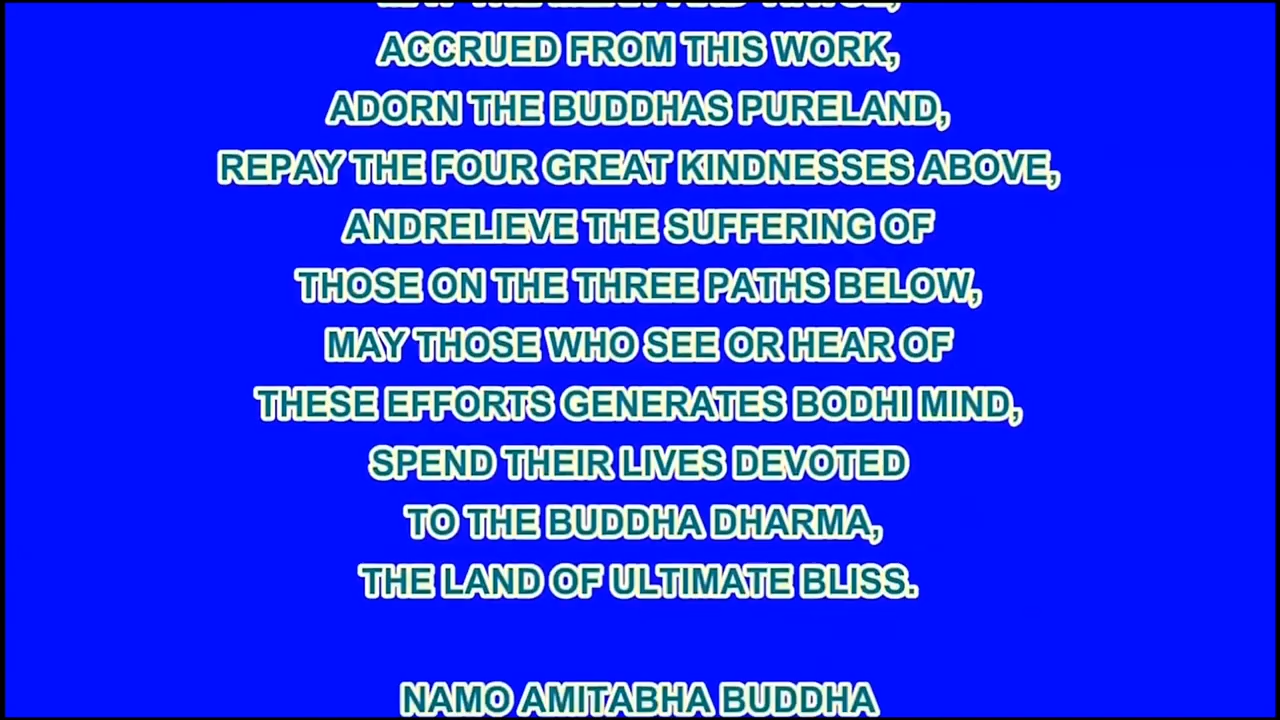 ACCRUED FROM THIS WORK,
ADORN THE BUDDHAS PURELAND,
REPAY THE FOUR GREAT KINDNESSES ABOVE,
ANDRELIEVE THE SUFFERING OF
THOSE ON THE THREE PATHS BELOW,
MAY THOSE WHO SEE OR HEAR OF
THESE EFFORTS GENERATES BODHI MIND,
SPEND THEIR LIVES DEVOTED
TO THE BUDDHA DHARMA,
THE LAND OF ULTIMATE BLISS.
NAMO AMITABHA BUDDHA